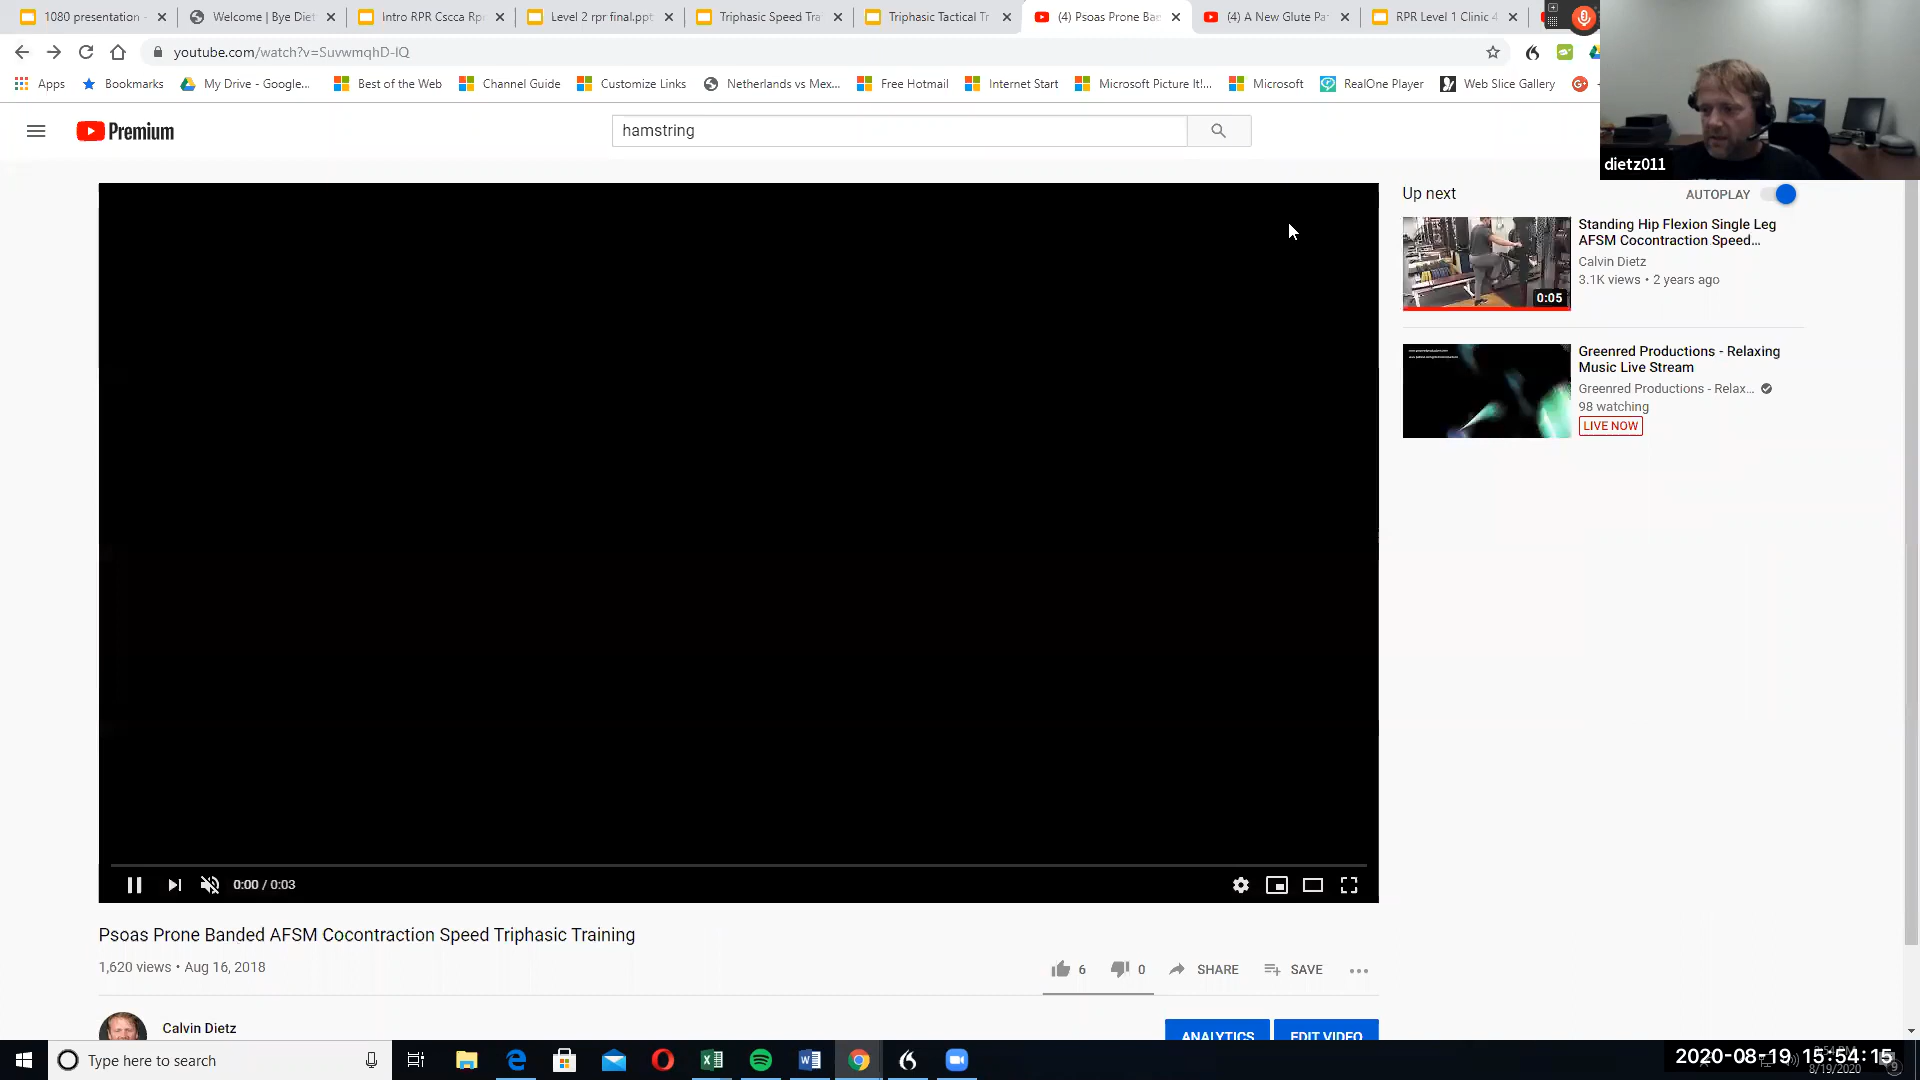 1080 presentation -
Welcome | Bye Diet
Intro RPR Cscca Rpr
Level 2 rpr final.ppt
Triphasic Speed Tra
Triphasic Tactical Tr
(4) Psoas Prone Ba
(4) A New Glute Pa
RPR Level 1 Clinic 4
youtube.com/watch?v=SuvwmqhD-IQ
Apps
Bookmarks
My Drive - Google...
Best of the Web
Channel Guide
Customize Links
Netherlands vs Mex...
Free Hotmail
Internet Start
Microsoft Picture It!...
Microsoft
RealOne Player
Web Slice Gallery
G+
Premium
hamstring
dietz011
Up next
AUTOPLAY
Standing Hip Flexion Single Leg
AFSM Cocontraction Speed...
Calvin Dietz
3.1K views • 2 years ago
0:05
Greenred Productions - Relaxing
Music Live Stream
Greenred Productions - Relax...
98 watching
LIVE NOW
0:00 / 0:03
Psoas Prone Banded AFSM Cocontraction Speed Triphasic Training
1,620 views • Aug 16, 2018
6
0
SHARE
SAVE
Calvin Dietz
ANALYTICS
EDIT VIDEO
Type here to search
2020-08-19 15:54:15
8/19/2020